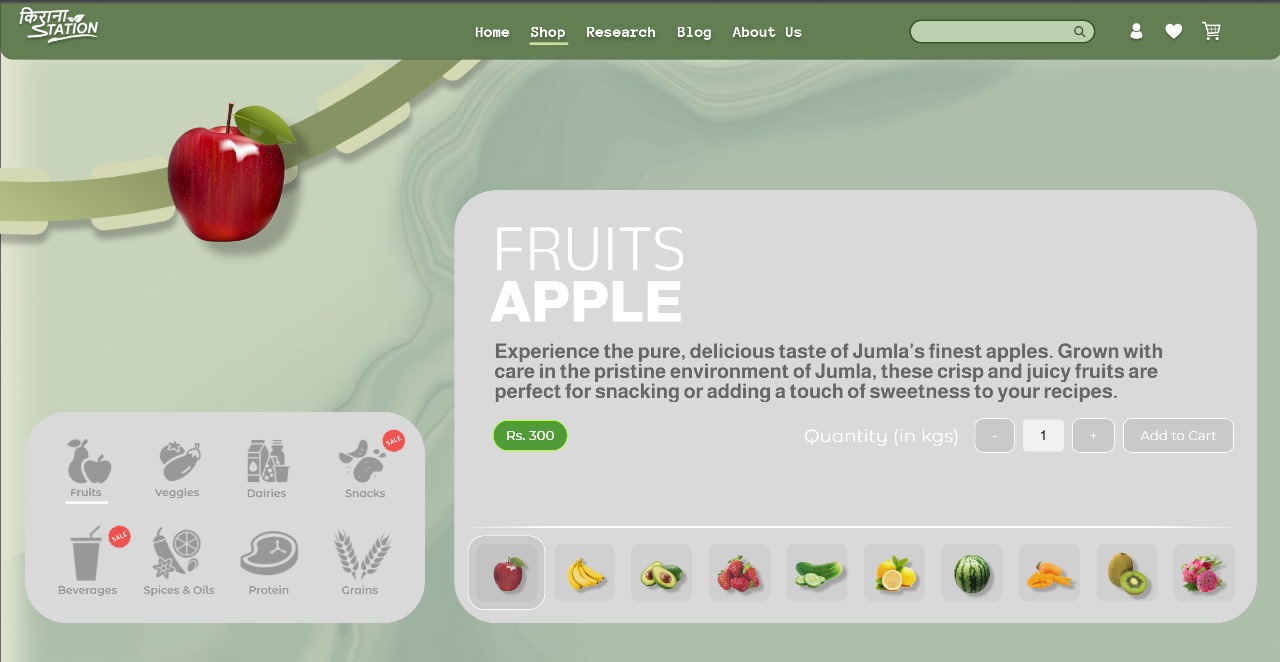 किराना
STATION
Home Shop Research Blog About Us
FRUITS
APPLE
Experience the pure, delicious taste of Jumla's finest apples. Grown with
care in the pristine environment of Jumla, these crisp and juicy fruits are
perfect for snacking or adding a touch of sweetness to your recipes.
Rs. 300 Quantity (in kgs) - 1 + Add to Cart
SALE
Fruits Veggies Dairies Snacks
SALE
Beverages Spices & Oils Protein Grains